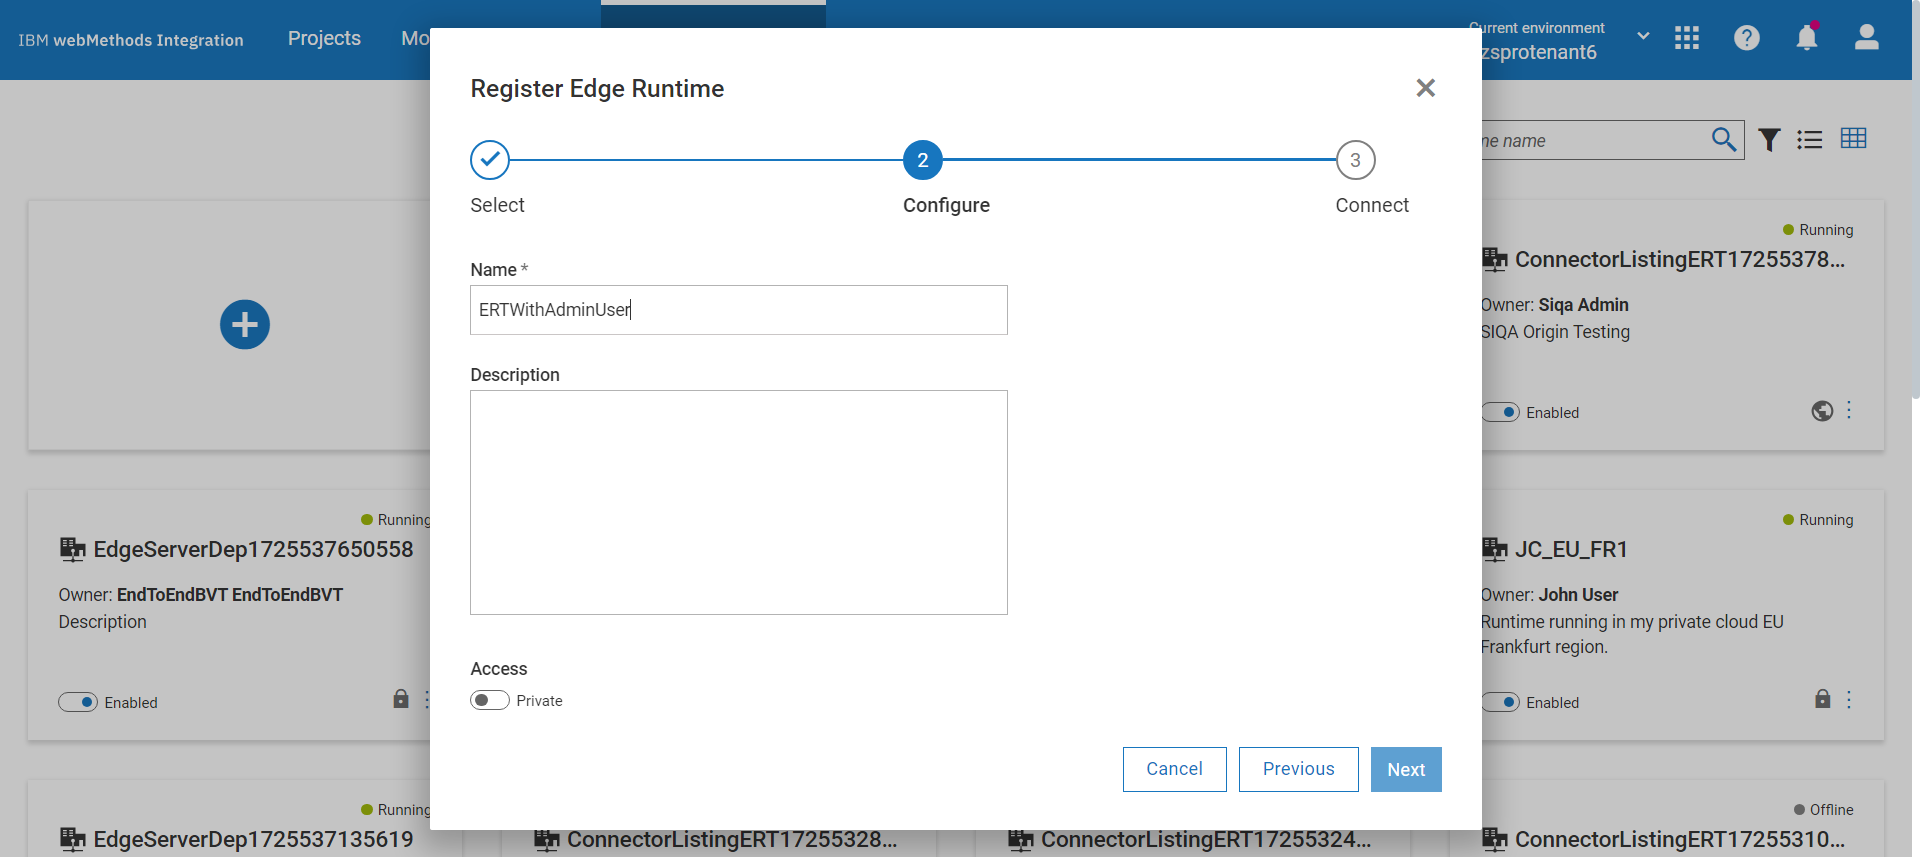 IBM webMethods Integration
Projects
Mo
Current environment
zsprotenant6
Register Edge Runtime
2
3
Select
Configure
Connect
Name *
ERTWithAdminUser
Description
Access
Private
Cancel
Previous
Next
me name
Running
ConnectorListingERT17255378...
Owner: Siqa Admin
SIQA Origin Testing
Enabled
Running
EdgeServerDep1725537650558
Owner: EndToEndBVT EndToEndBVT
Description
Enabled
Running
JC_EU_FR1
Owner: John User
Runtime running in my private cloud EU
Frankfurt region.
Enabled
Running
EdgeServerDep1725537135619
ConnectorListingERT17255328...
ConnectorListingERT17255324...
Offline
ConnectorListingERT17255310...